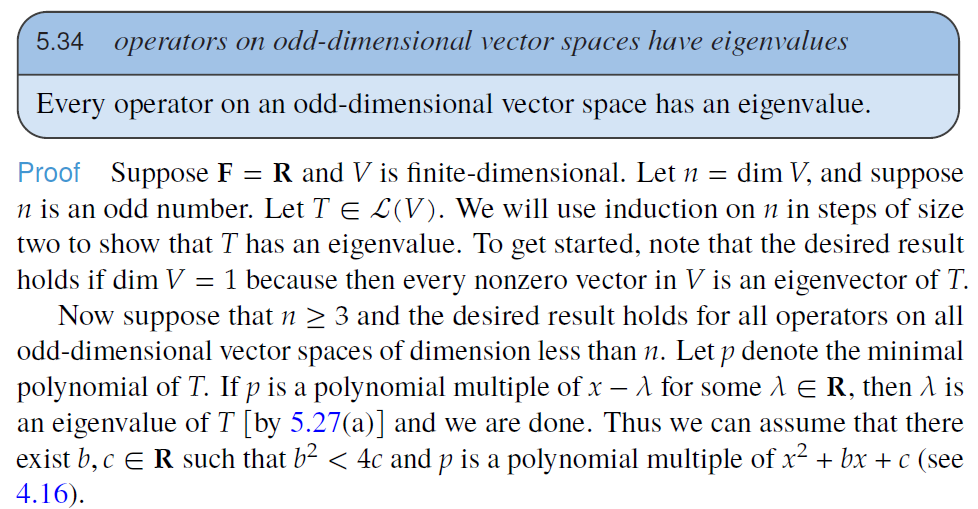 5.34 operators on odd-dimensional vector spaces have eigenvalues
Every operator on an odd-dimensional vector space has an eigenvalue.
Proof Suppose F = R and V is finite-dimensional. Let n = dim V, and suppose
n is an odd number. Let T ∈ ℒ(V). We will use induction on n in steps of size
two to show that T has an eigenvalue. To get started, note that the desired result
holds if dim V = 1 because then every nonzero vector in V is an eigenvector of T.
Now suppose that n ≥ 3 and the desired result holds for all operators on all
odd-dimensional vector spaces of dimension less than n. Let p denote the minimal
polynomial of T. If p is a polynomial multiple of x − λ for some λ ∈ R, then λ is
an eigenvalue of T [by 5.27(a)] and we are done. Thus we can assume that there
exist b, c ∈ R such that b² < 4c and p is a polynomial multiple of x² + bx + c (see
4.16).